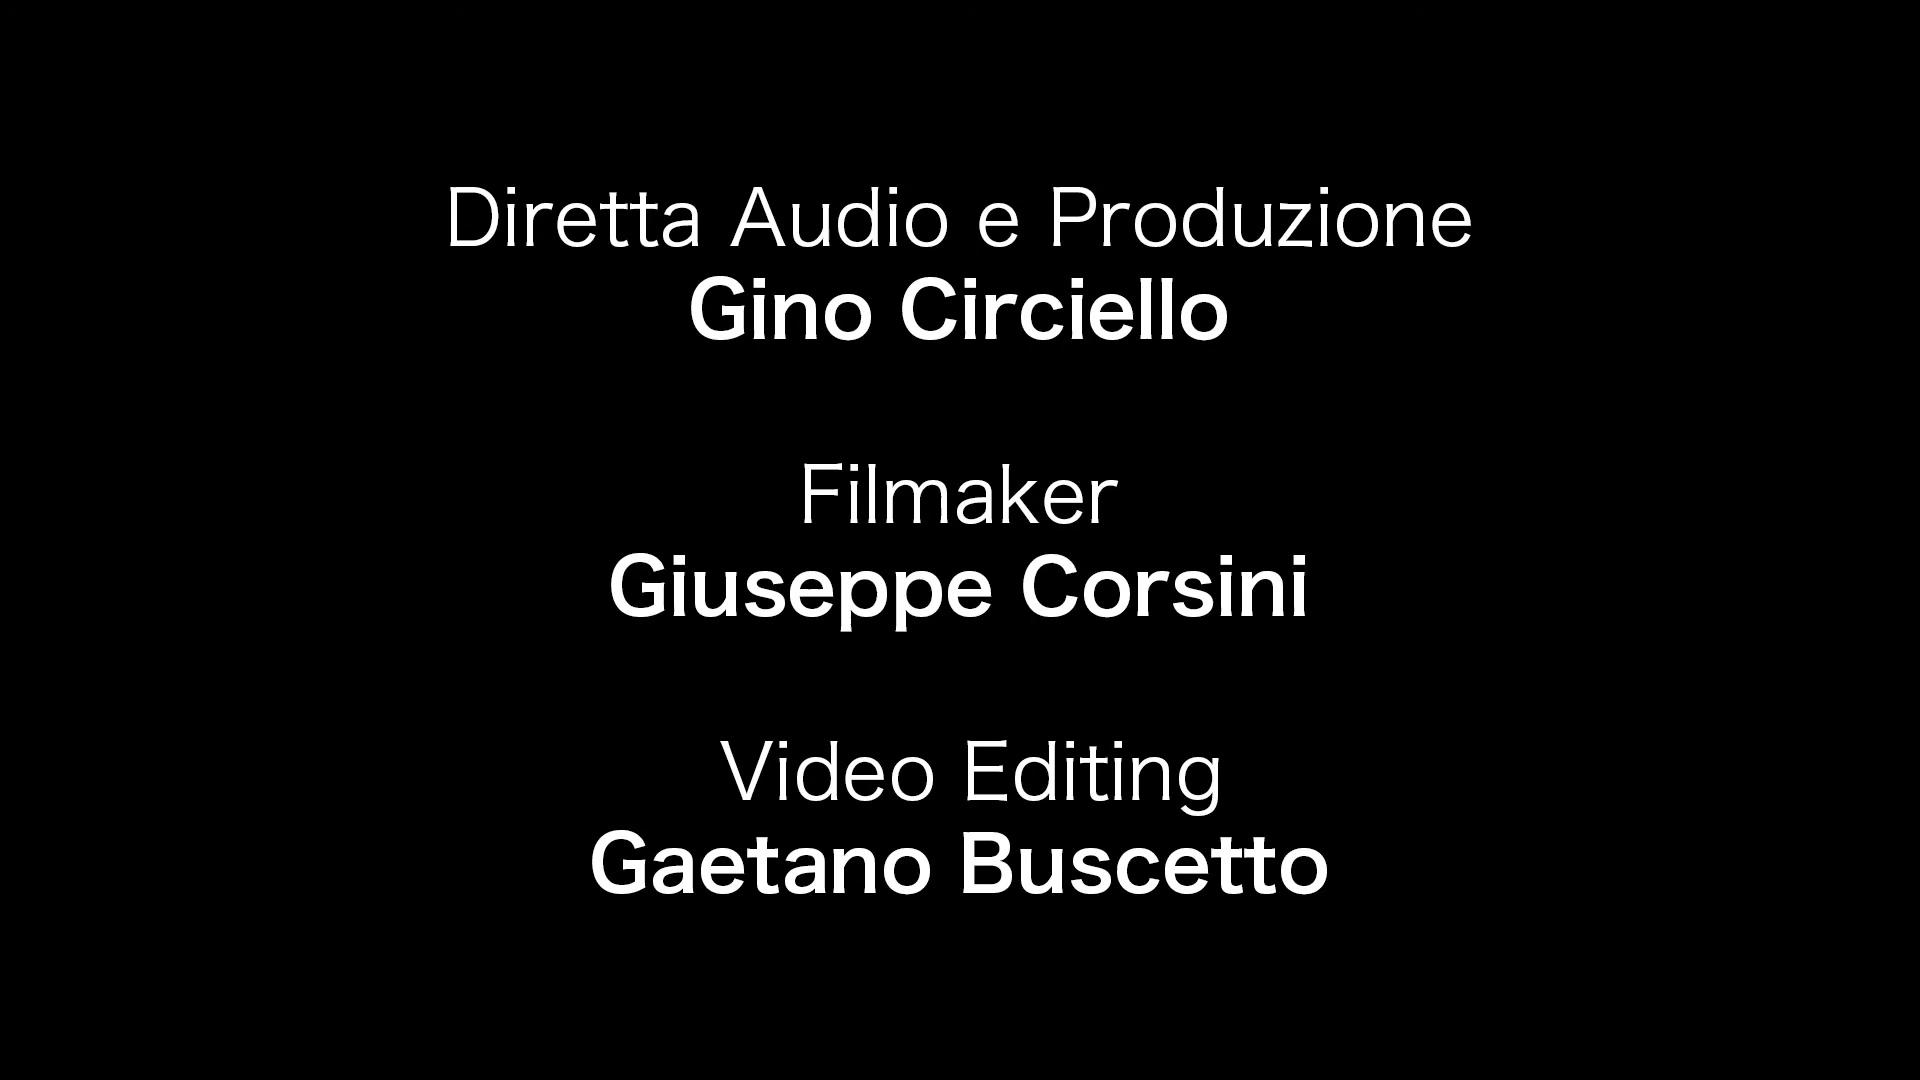 Diretta Audio e Produzione
Gino Circiello
Filmaker
Giuseppe Corsini
Video Editing
Gaetano Buscetto